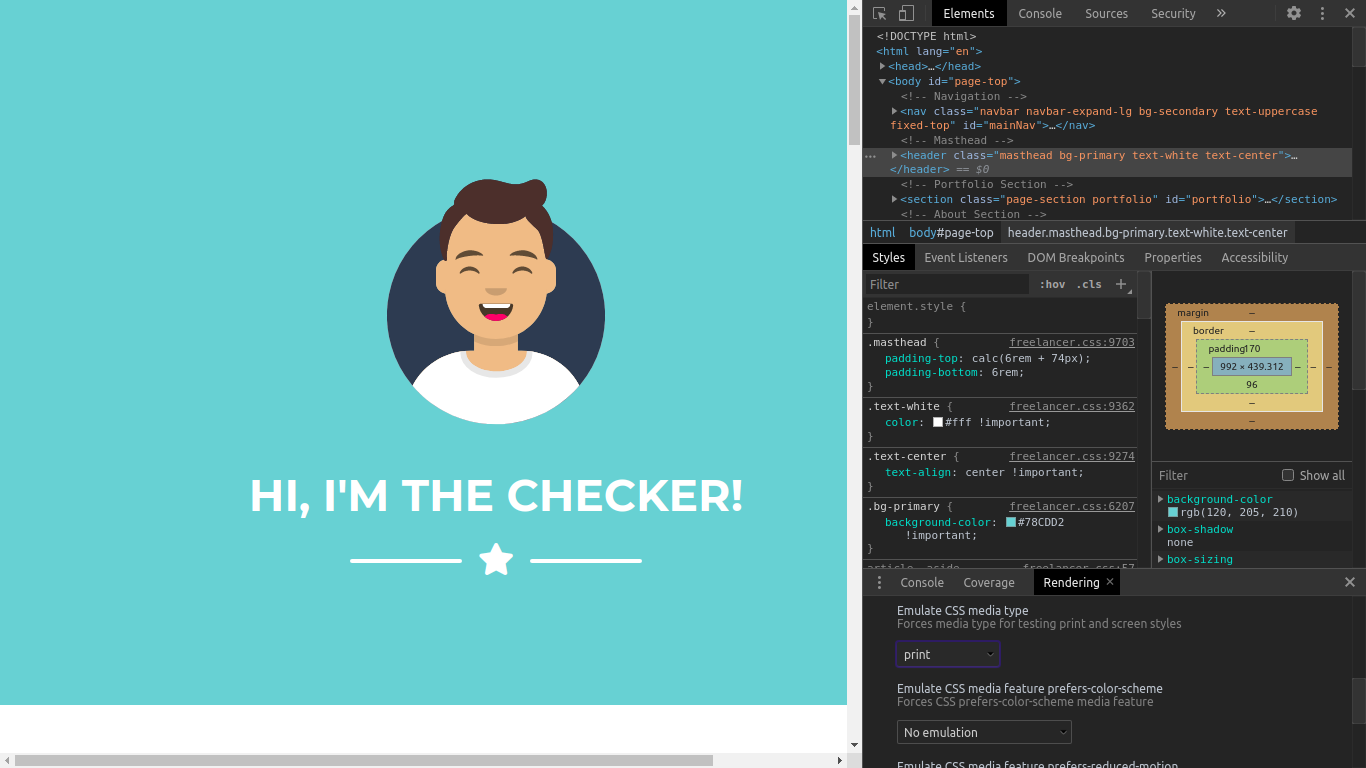 HI, I'M THE CHECKER!
Elements Console Sources Security »
<!DOCTYPE html>
<html lang="en">
<head>…</head>
<body id="page-top">
<!-- Navigation -->
<nav class="navbar navbar-expand-lg bg-secondary text-uppercase
fixed-top" id="mainNav">…</nav>
<!-- Masthead -->
<header class="masthead bg-primary text-white text-center">…
</header> == $0
<!-- Portfolio Section -->
<section class="page-section portfolio" id="portfolio">…</section>
<!-- About Section -->
html body#page-top header.masthead.bg-primary.text-white.text-center
Styles Event Listeners DOM Breakpoints Properties Accessibility
Filter :hov .cls +
element.style {
}
.masthead { freelancer.css:9703
padding-top: calc(6rem + 74px);
padding-bottom: 6rem;
}
.text-white { freelancer.css:9362
color: #fff !important;
}
.text-center { freelancer.css:9274
text-align: center !important;
}
.bg-primary { freelancer.css:6207
background-color: #78CDD2
!important;
}
article, aside, freelancer.css:57
margin –
border –
padding170
– – – 992 × 439.312 – – –
96
–
–
Filter Show all
background-color
rgb(120, 205, 210)
box-shadow
none
box-sizing
Console Coverage Rendering ×
Emulate CSS media type
Forces media type for testing print and screen styles
print
Emulate CSS media feature prefers-color-scheme
Forces CSS prefers-color-scheme media feature
No emulation
Emulate CSS media feature prefers-reduced-motion